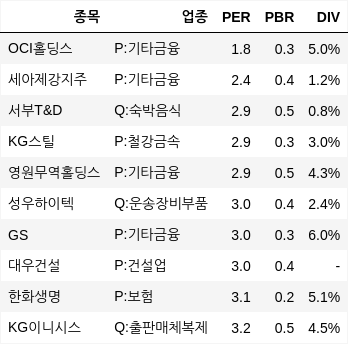 종목 업종 PER PBR DIV
OCI홀딩스 P:기타금융 1.8 0.3 5.0%
세아제강지주 P:기타금융 2.4 0.4 1.2%
서부T&D Q:숙박음식 2.9 0.5 0.8%
KG스틸 P:철강금속 2.9 0.3 3.0%
영원무역홀딩스 P:기타금융 2.9 0.5 4.3%
성우하이텍 Q:운송장비부품 3.0 0.4 2.4%
GS P:기타금융 3.0 0.3 6.0%
대우건설 P:건설업 3.0 0.4 -
한화생명 P:보험 3.1 0.2 5.1%
KG이니시스 Q:출판매체복제 3.2 0.5 4.5%